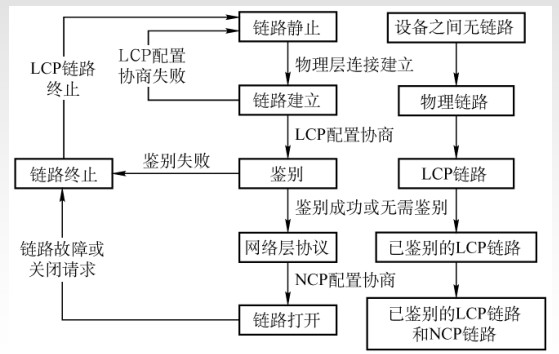 链路静止
设备之间无链路
LCP配置
协商失败
LCP链路
终止
物理层连接建立
链路建立
物理链路
LCP配置协商
鉴别失败
链路终止
鉴别
LCP链路
鉴别成功或无需鉴别
链路故障或
关闭请求
网络层协议
已鉴别的LCP链路
NCP配置协商
链路打开
已鉴别的LCP链路
和NCP链路